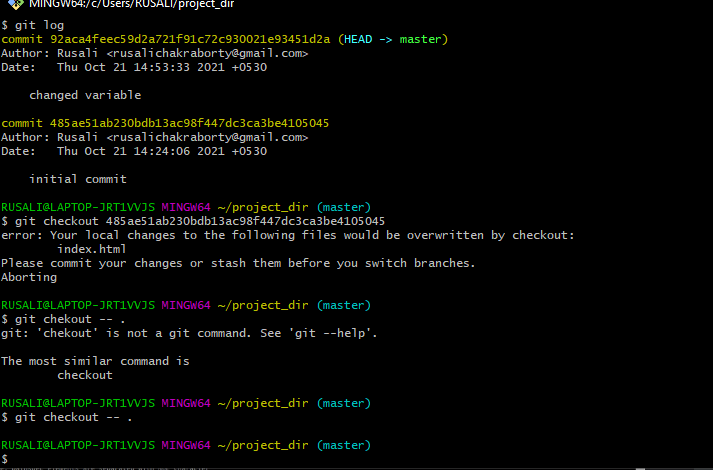 MINGW64:/c/Users/RUSALI/project_dir
$ git log
commit 92aca4feec59d2a721f91c72c930021e93451d2a (HEAD -> master)
Author: Rusali <rusalichakraborty@gmail.com>
Date:   Thu Oct 21 14:53:33 2021 +0530
    changed variable
commit 485ae51ab230bdb13ac98f447dc3ca3be4105045
Author: Rusali <rusalichakraborty@gmail.com>
Date:   Thu Oct 21 14:24:06 2021 +0530
    initial commit
RUSALI@LAPTOP-JRT1VVJS MINGW64 ~/project_dir (master)
$ git checkout 485ae51ab230bdb13ac98f447dc3ca3be4105045
error: Your local changes to the following files would be overwritten by checkout:
        index.html
Please commit your changes or stash them before you switch branches.
Aborting
RUSALI@LAPTOP-JRT1VVJS MINGW64 ~/project_dir (master)
$ git chekout -- .
git: 'chekout' is not a git command. See 'git --help'.
The most similar command is
        checkout
RUSALI@LAPTOP-JRT1VVJS MINGW64 ~/project_dir (master)
$ git checkout -- .
RUSALI@LAPTOP-JRT1VVJS MINGW64 ~/project_dir (master)
$